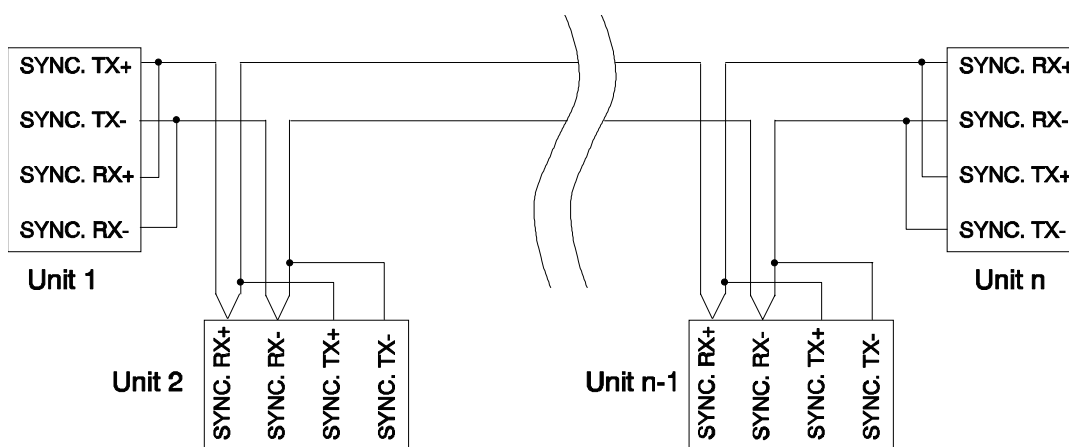 SYNC. TX+
SYNC. TX-
SYNC. RX+
SYNC. RX-
Unit 1
SYNC. RX+
SYNC. RX-
SYNC. TX+
SYNC. TX-
Unit 2
SYNC. RX+
SYNC. RX-
SYNC. TX+
SYNC. TX-
Unit n-1
SYNC. RX+
SYNC. RX-
SYNC. TX+
SYNC. TX-
Unit n